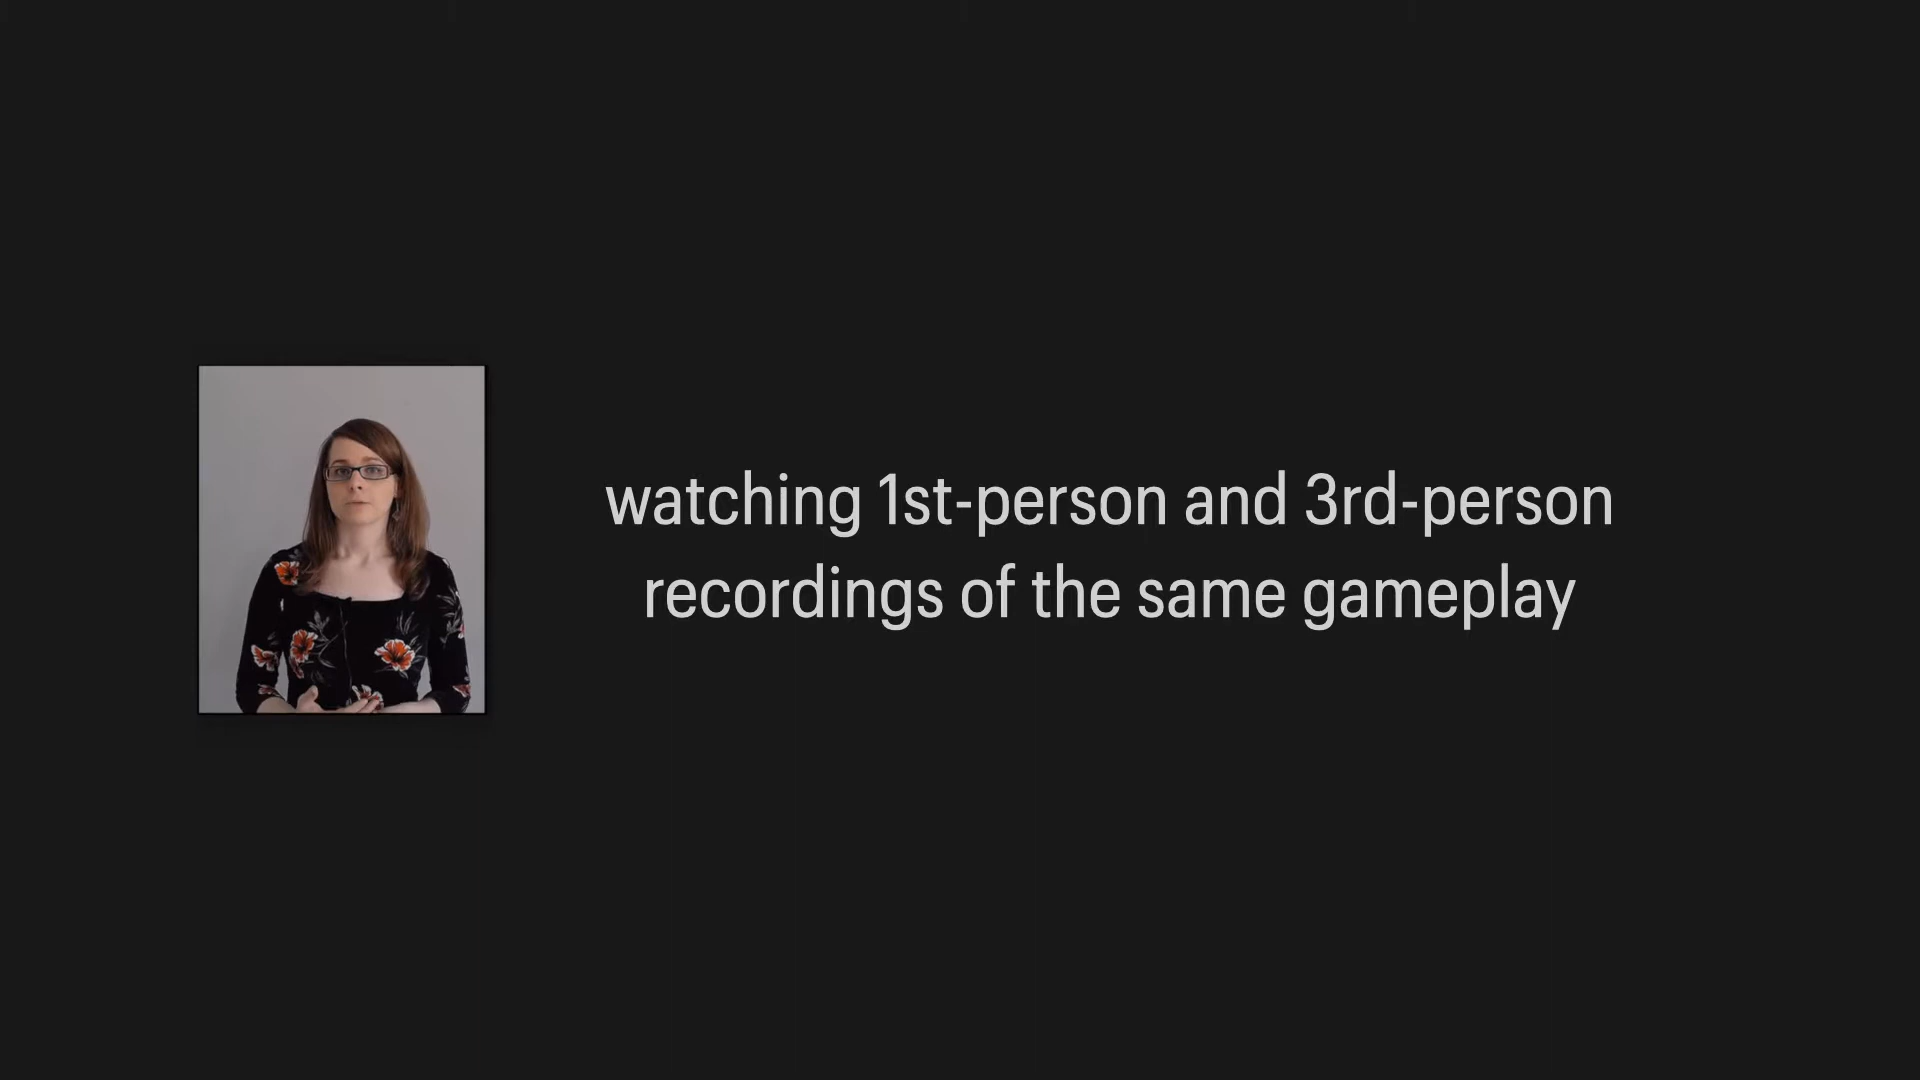 watching 1st-person and 3rd-person
recordings of the same gameplay